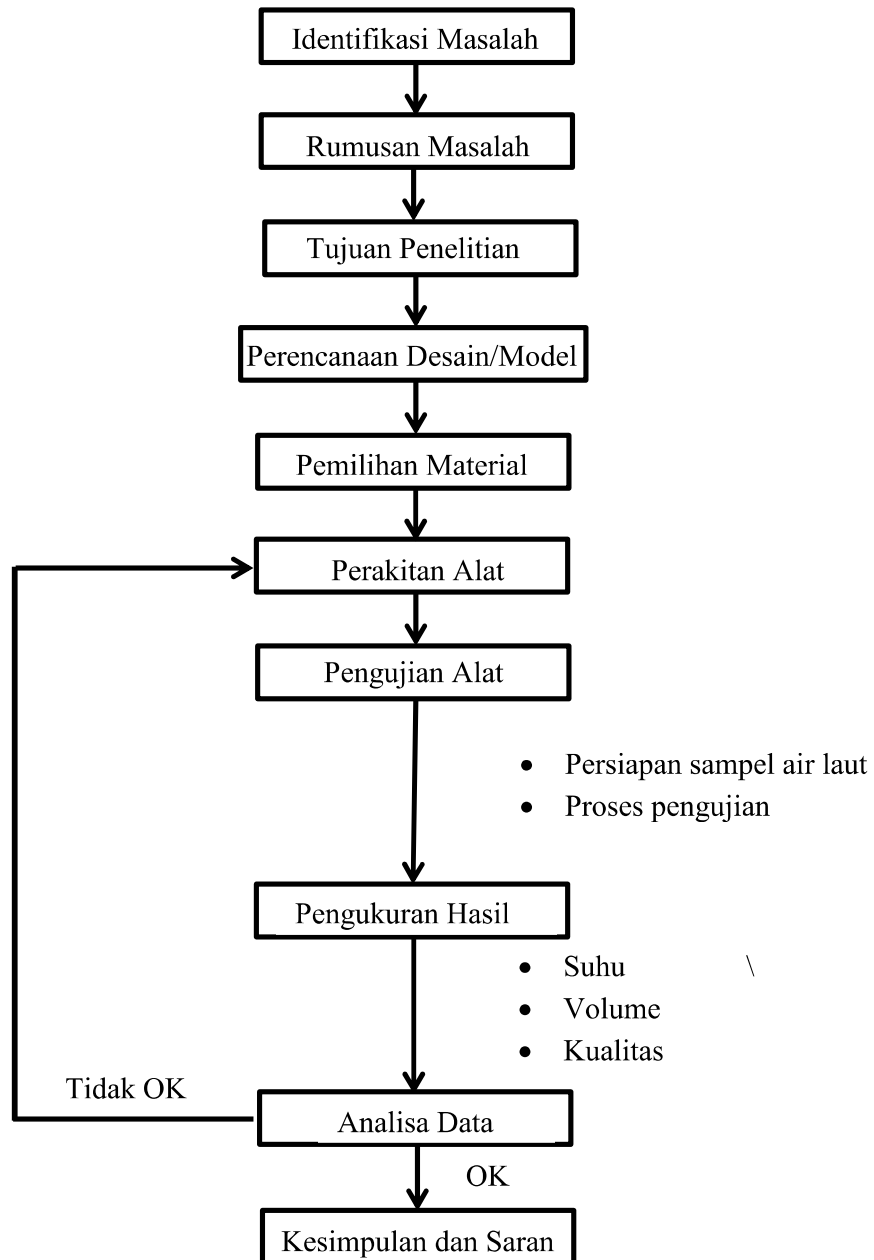 Identifikasi Masalah
Rumusan Masalah
Tujuan Penelitian
Perencanaan Desain/Model
Pemilihan Material
Perakitan Alat
Pengujian Alat
• Persiapan sampel air laut
• Proses pengujian
Pengukuran Hasil
• Suhu \
• Volume
• Kualitas
Tidak OK
Analisa Data
OK
Kesimpulan dan Saran